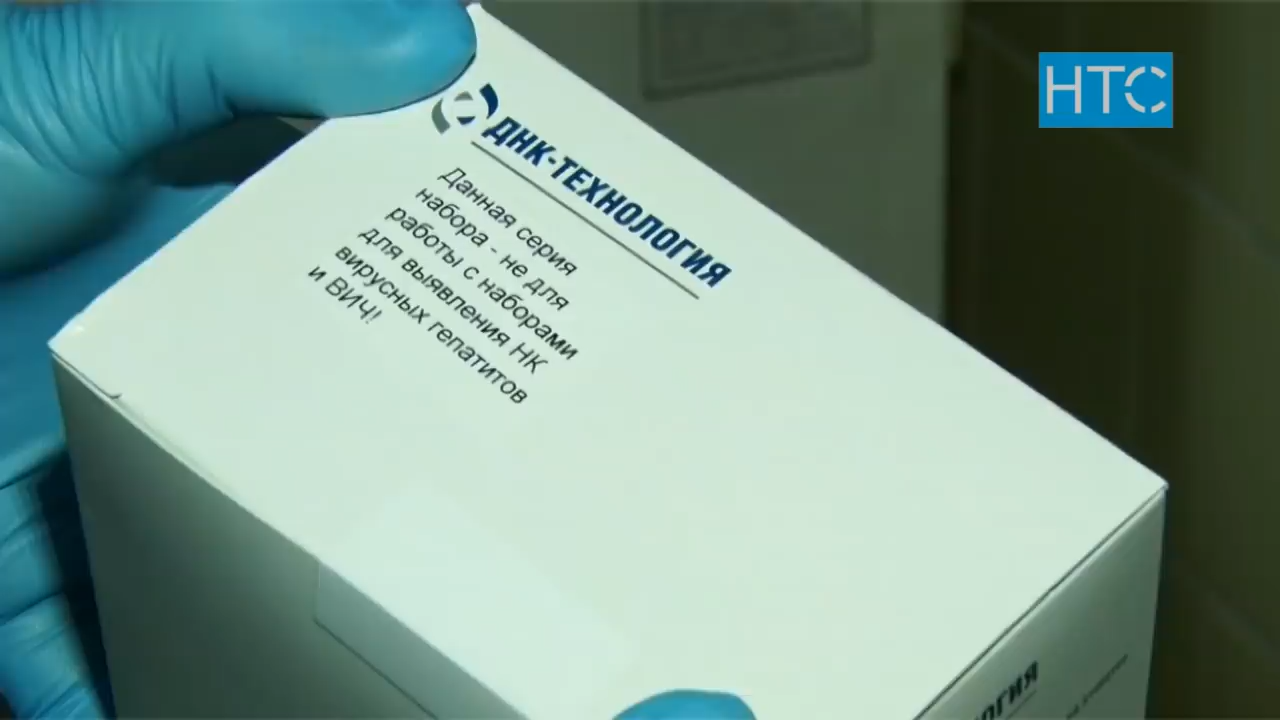 НТС
ДНК-ТЕХНОЛОГИЯ
Данная серия
набора - не для
работы с наборами
для выявления НК
вирусных гепатитов
и ВИЧ!